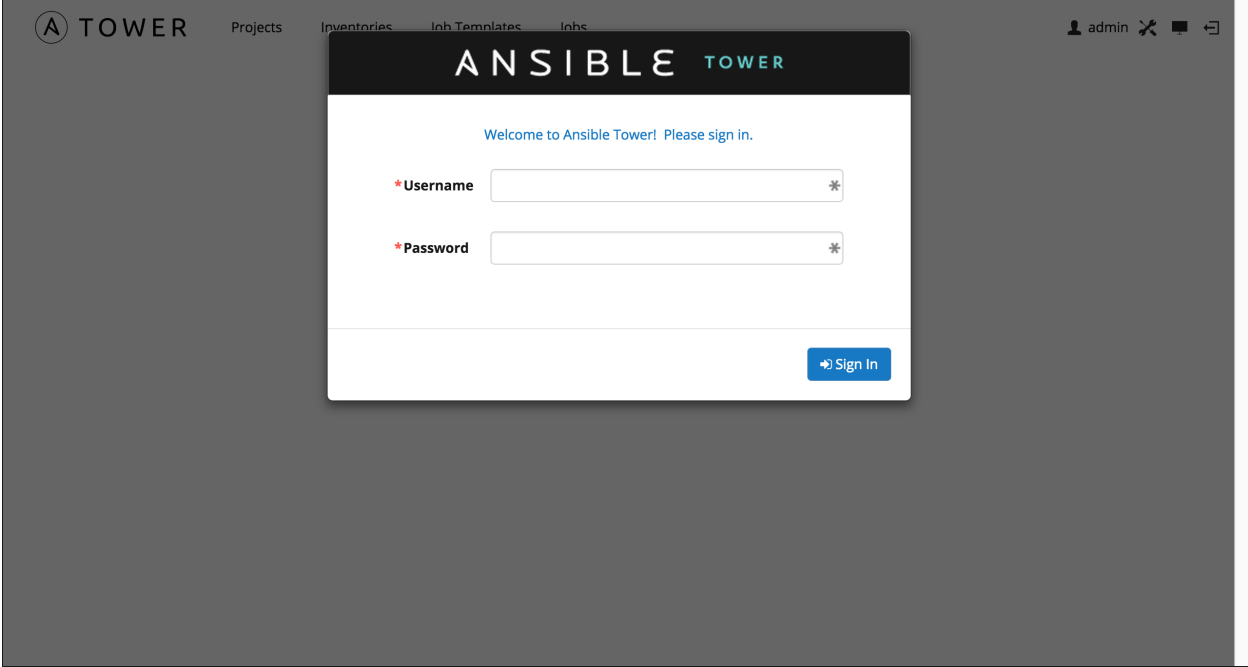 TOWER Projects Inventories Job Templates Jobs admin
ANSIBLE TOWER
Welcome to Ansible Tower! Please sign in.
*Username
*Password
Sign In